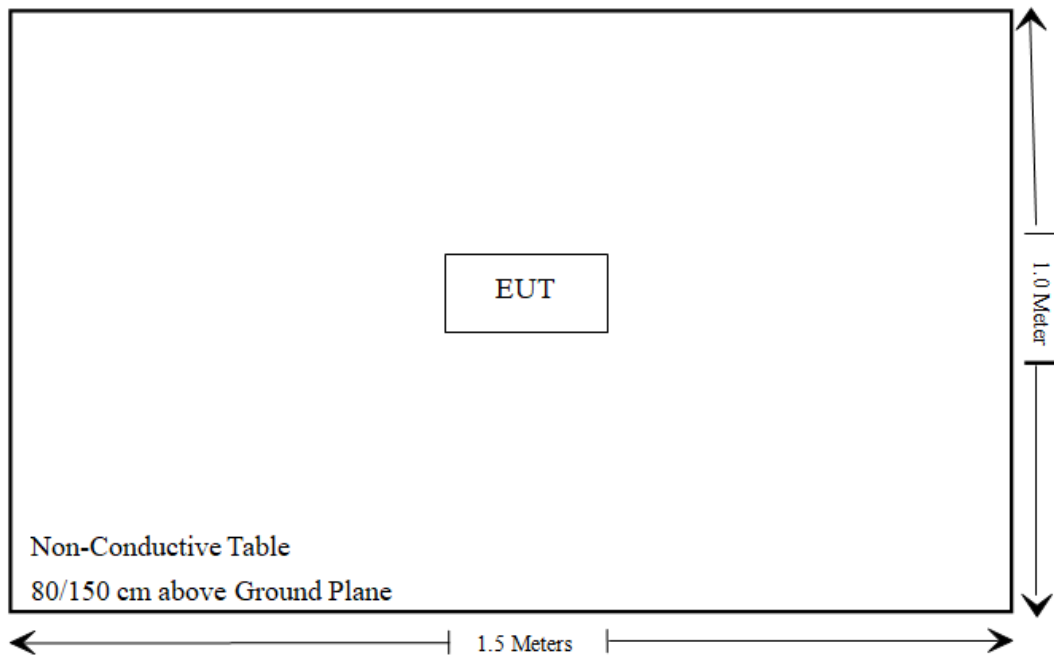 EUT
1.0 Meter
Non-Conductive Table
80/150 cm above Ground Plane
1.5 Meters